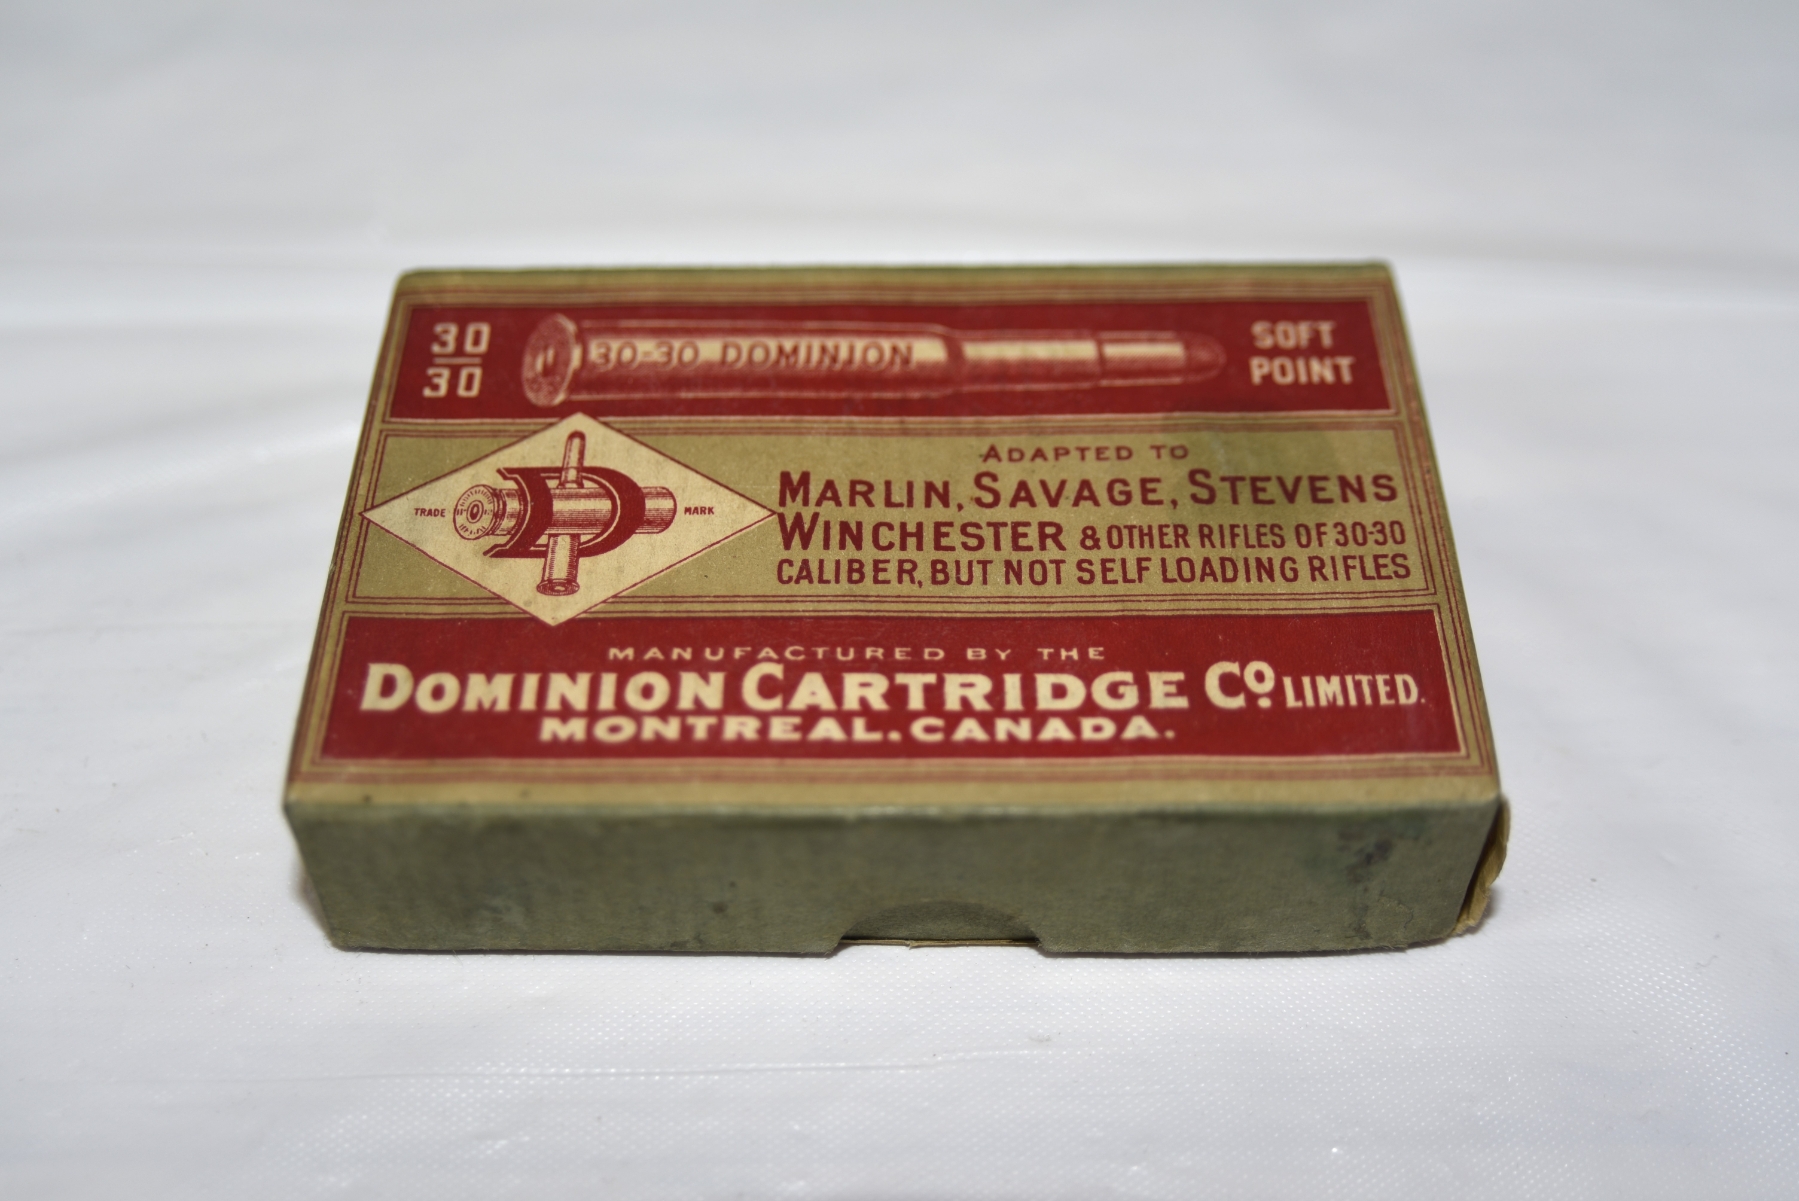 30
30
30-30 DOMINION
SOFT
POINT
TRADE MARK
D
ADAPTED TO
MARLIN, SAVAGE, STEVENS
WINCHESTER & OTHER RIFLES OF 30-30
CALIBER, BUT NOT SELF LOADING RIFLES
MANUFACTURED BY THE
DOMINION CARTRIDGE CO. LIMITED.
MONTREAL. CANADA.